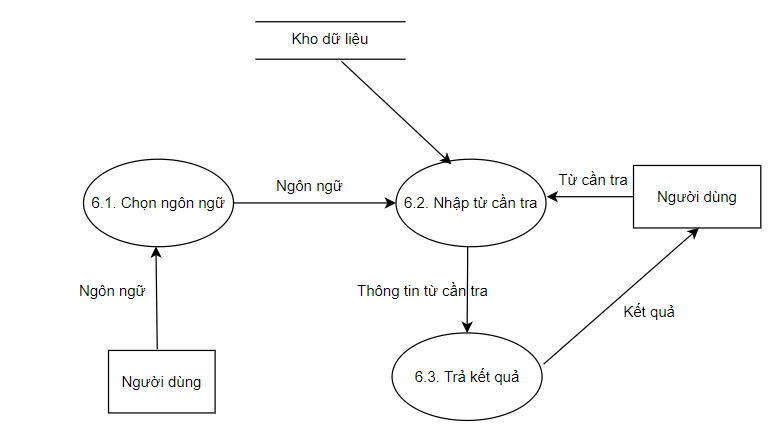 Kho dữ liệu
Từ cần tra
Ngôn ngữ
Người dùng
6.1. Chọn ngôn ngữ
6.2. Nhập từ cần tra
Ngôn ngữ
Thông tin từ cần tra
Kết quả
6.3. Trả kết quả
Người dùng